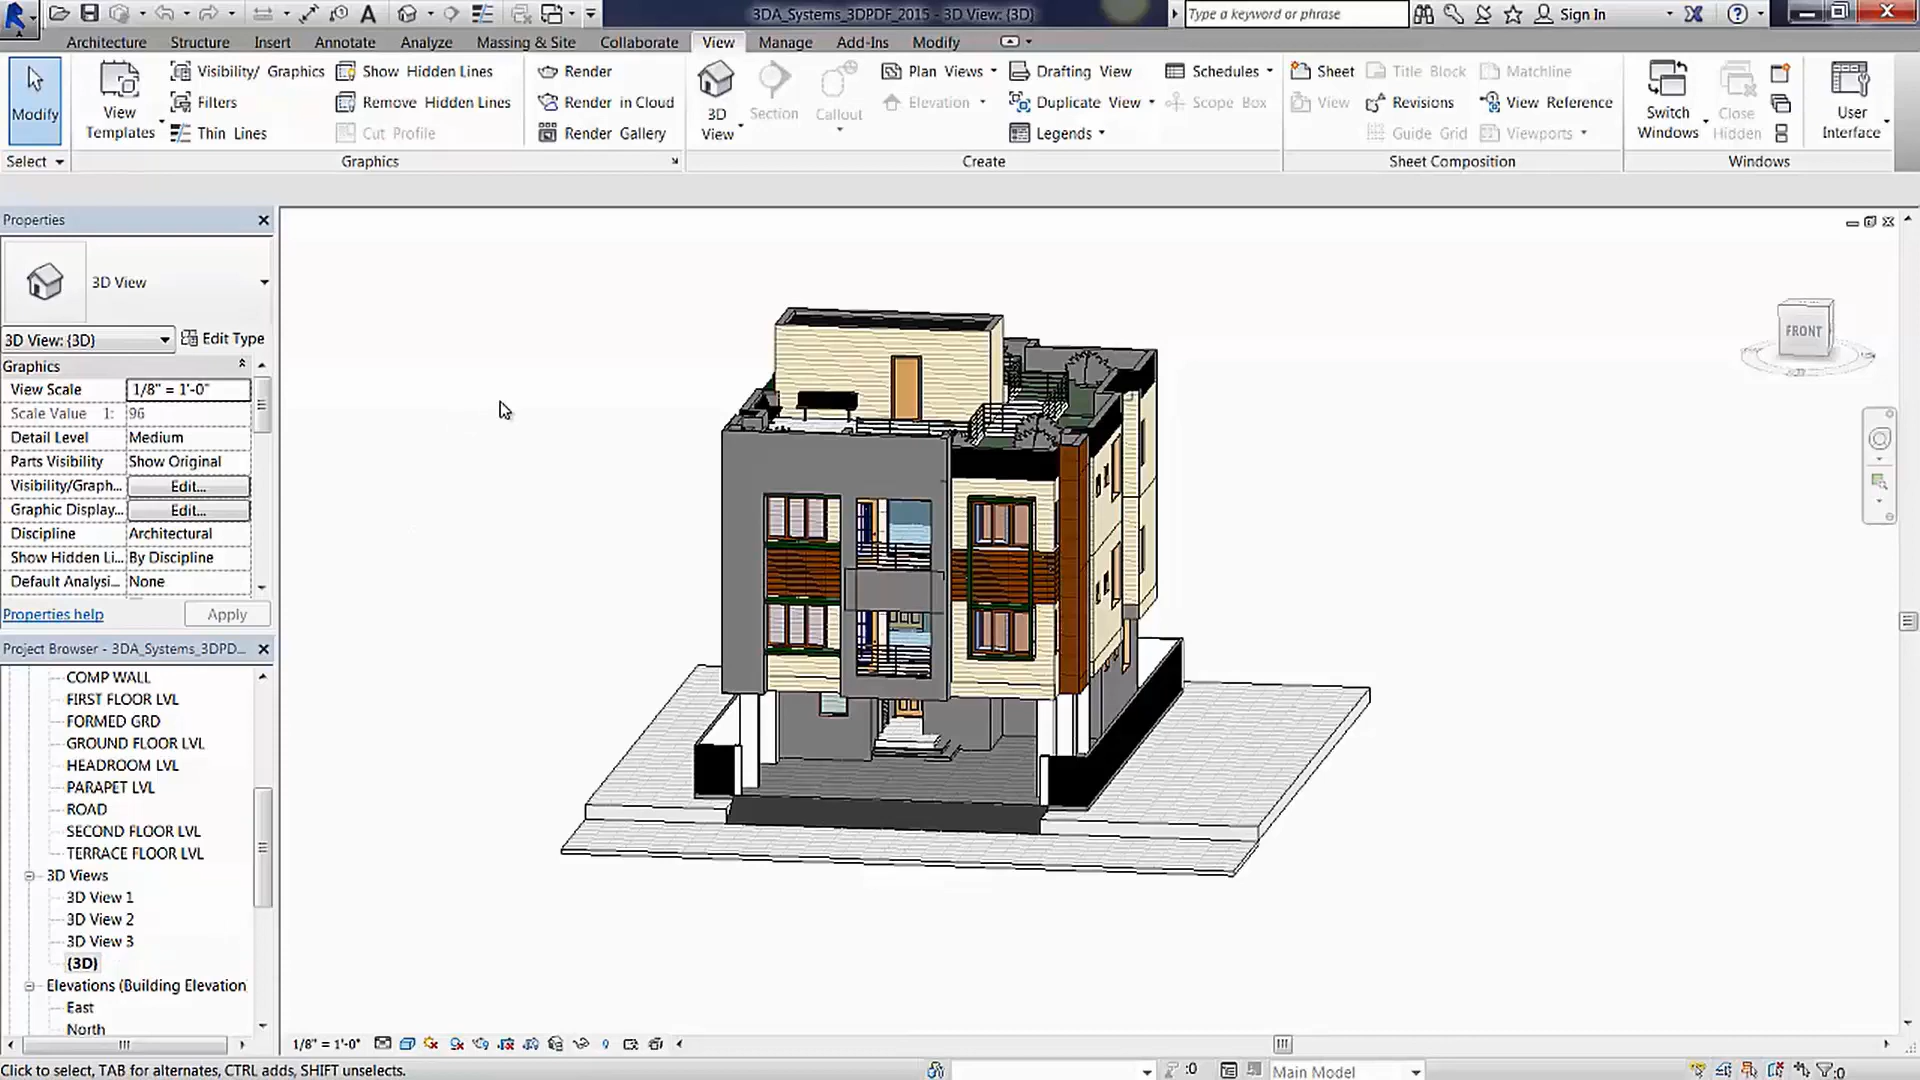 3DA_Systems_3DPDF_2015 - 3D View: {3D}
Type a keyword or phrase
Sign In
Architecture Structure Insert Annotate Analyze Massing & Site Collaborate View Manage Add-Ins Modify
Modify
Select
View
Templates
Visibility/ Graphics
Filters
Thin Lines
Show Hidden Lines
Remove Hidden Lines
Cut Profile
Graphics
Render
Render in Cloud
Render Gallery
3D
View
Section
Callout
Plan Views
Elevation
Drafting View
Duplicate View
Legends
Schedules
Scope Box
Create
Sheet
View
Title Block
Revisions
Guide Grid
Matchline
View Reference
Viewports
Sheet Composition
Switch
Windows
Close
Hidden
Windows
User
Interface
Properties
3D View
3D View: {3D} Edit Type
Graphics
View Scale 1/8" = 1'-0"
Scale Value 1: 96
Detail Level Medium
Parts Visibility Show Original
Visibility/Graph... Edit...
Graphic Display... Edit...
Discipline Architectural
Show Hidden Li... By Discipline
Default Analysi... None
Properties help Apply
Project Browser - 3DA_Systems_3DPD...
COMP WALL
FIRST FLOOR LVL
FORMED GRD
GROUND FLOOR LVL
HEADROOM LVL
PARAPET LVL
ROAD
SECOND FLOOR LVL
TERRACE FLOOR LVL
3D Views
3D View 1
3D View 2
3D View 3
{3D}
Elevations (Building Elevation
East
North
FRONT
1/8" = 1'-0"
Click to select, TAB for alternates, CTRL adds, SHIFT unselects.
:0
Main Model
:0